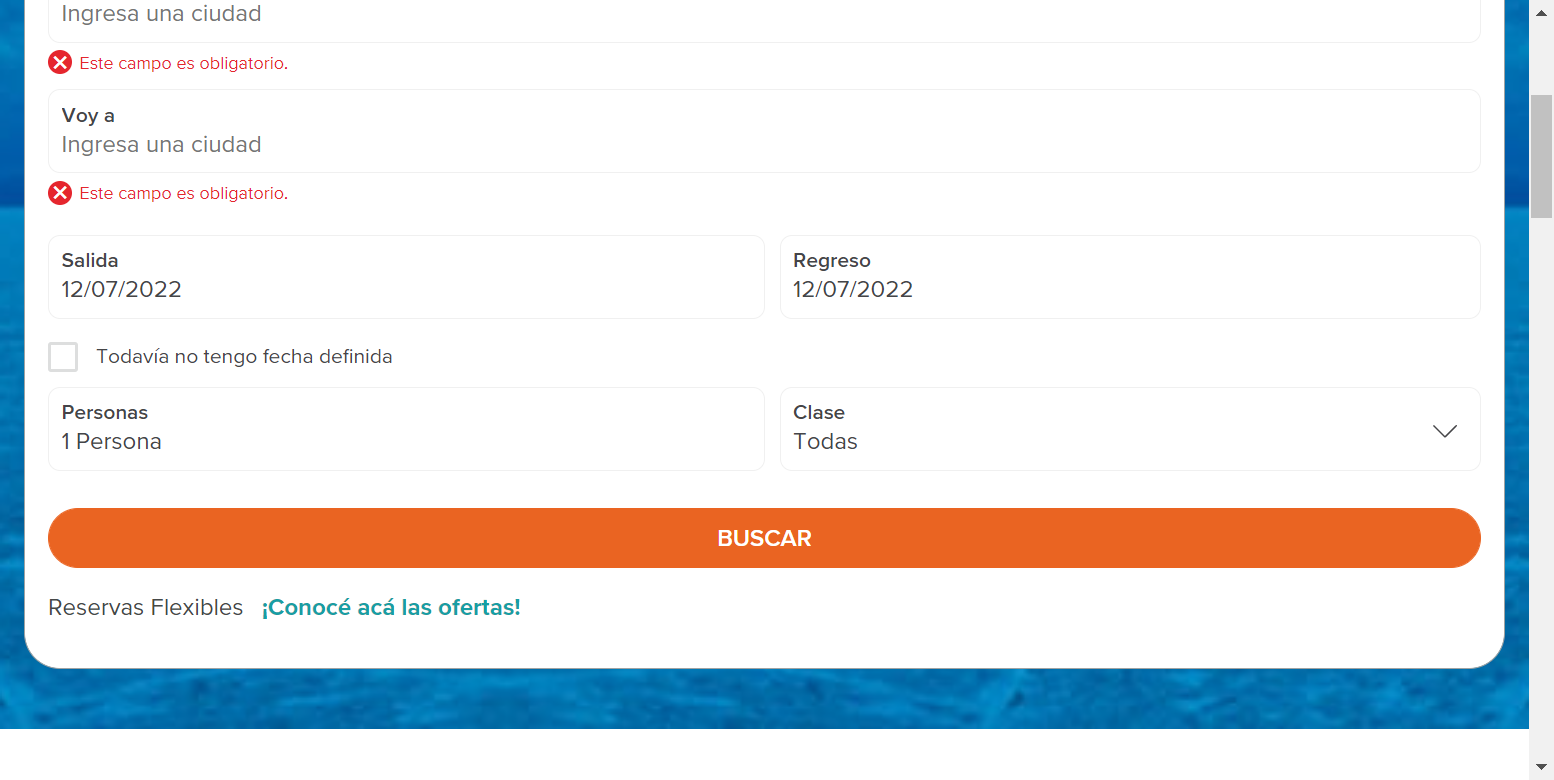 Ingresa una ciudad
Este campo es obligatorio.
Voy a
Ingresa una ciudad
Este campo es obligatorio.
Salida
12/07/2022
Regreso
12/07/2022
Todavía no tengo fecha definida
Personas
1 Persona
Clase
Todas
BUSCAR
Reservas Flexibles ¡Conocé acá las ofertas!